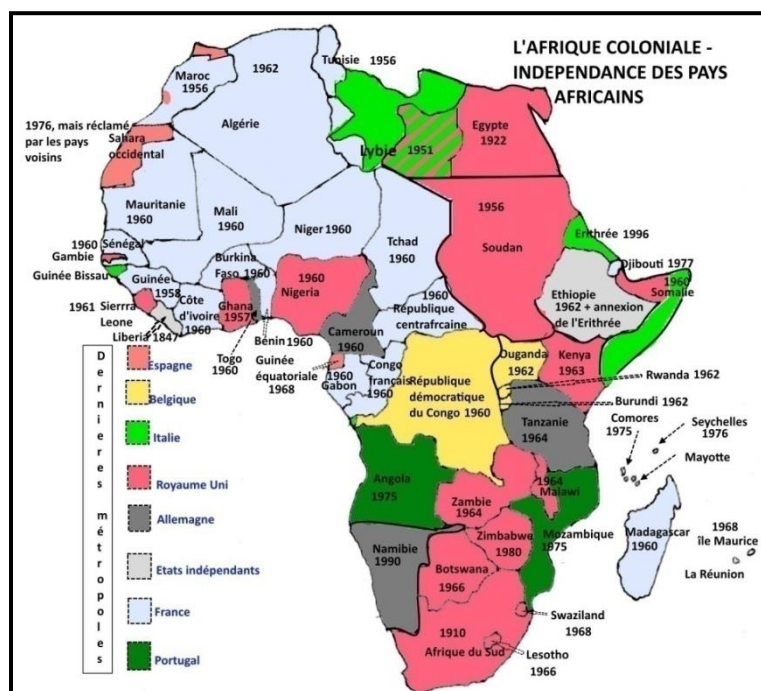 L'AFRIQUE COLONIALE -
INDEPENDANCE DES PAYS
AFRICAINS
Tunisie 1956
Maroc
1956
1962
Algérie
1976, mais réclamé
par les pays
voisins
Sahara
occidental
Lybie
1951
Egypte
1922
Mauritanie
1960
Mali
1960
Niger 1960
Tchad
1960
1956
Soudan
Erithrée 1996
Djibouti 1977
1960
Sénégal
Gambie
Guinée Bissau
Guinée
1958
Burkina
Faso 1960
1961
Sierrra
Leone
Liberia 1847
Côte
d'ivoire
1960
Ghana
1957
Togo
1960
Bénin 1960
1960
Nigeria
Cameroun
1960
1960
République
centrafrcaine
Ethiopie
1962 + annexion
de l'Erithrée
1960
Somalie
Guinée
équatoriale
1968
1960
Gabon
Congo
français
1960
République
démocratique
du Congo 1960
Ouganda
1962
Kenya
1963
Rwanda 1962
Burundi 1962
Tanzanie
1964
Comores
1975
Seychelles
1976
Mayotte
Angola
1975
Zambie
1964
1964
Malawi
Mozambique
1975
Madagascar
1960
1968
île Maurice
La Réunion
Namibie
1990
Zimbabwe
1980
Botswana
1966
Swaziland
1968
1910
Afrique du Sud
Lesotho
1966
Dernieres métropoles
Espagne
Belgique
Italie
Royaume Uni
Allemagne
Etats indépendants
France
Portugal